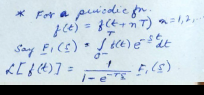 * For a periodic fn.
f(t) = f(t + nT) n = 1, 2, ..
Say F₁(s) = ∫₀ᵀ f(t) e^{-st} dt
L[f(t)] = 1 / (1 - e^{-Ts}) F₁(s).